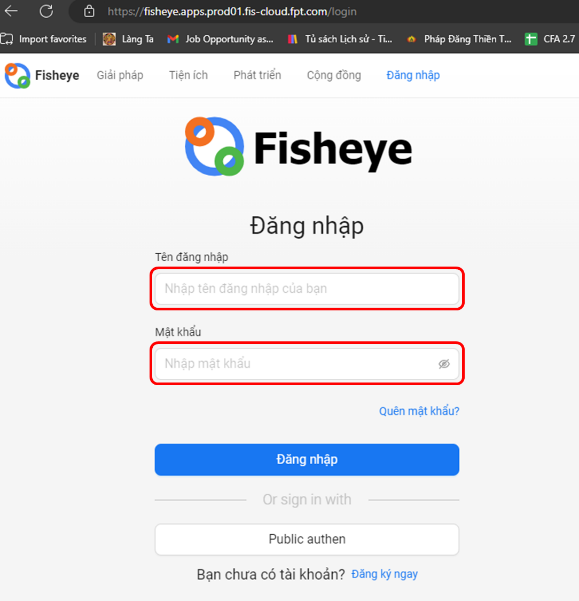 https://fisheye.apps.prod01.fis-cloud.fpt.com/login
Import favorites Làng Ta Job Opportunity as... Tủ sách Lịch sử - Ti... Pháp Đăng Thiền T... CFA 2.7
Fisheye Giải pháp Tiện ích Phát triển Cộng đồng Đăng nhập
Fisheye
Đăng nhập
Tên đăng nhập
Nhập tên đăng nhập của bạn
Mật khẩu
Nhập mật khẩu
Quên mật khẩu?
Đăng nhập
Or sign in with
Public authen
Bạn chưa có tài khoản? Đăng ký ngay